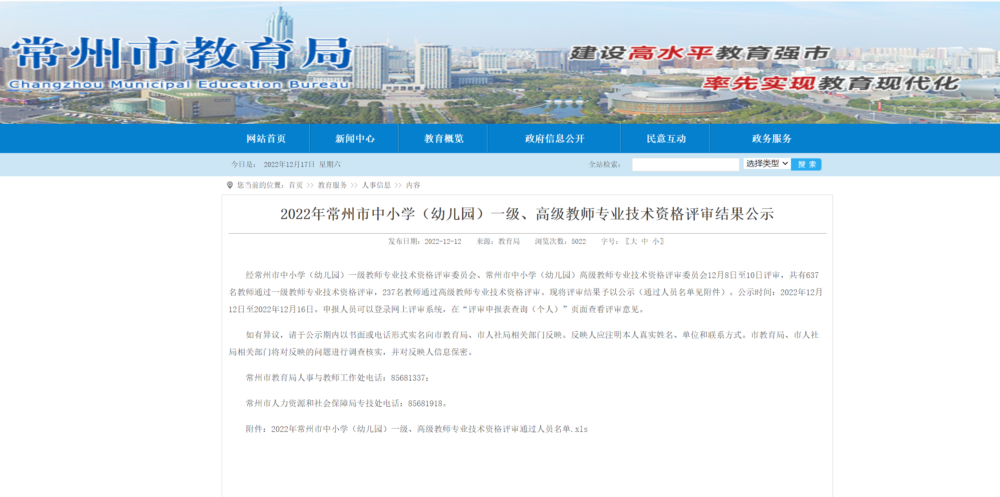 常州市教育局
Changzhou Municipal Education Bureau
建设高水平教育强市
率先实现教育现代化
网站首页 新闻中心 教育概览 政府信息公开 民意互动 政务服务
今日是： 2022年12月17日 星期六 全站检索： 选择类型 搜 索
您当前的位置：首页 >> 教育服务 >> 人事信息 >> 内容
2022年常州市中小学（幼儿园）一级、高级教师专业技术资格评审结果公示
发布日期：2022-12-12 来源：教育局 浏览次数：5022 字号：〖大 中 小〗
经常州市中小学（幼儿园）一级教师专业技术资格评审委员会、常州市中小学（幼儿园）高级教师专业技术资格评审委员会12月8日至10日评审，共有637
名教师通过一级教师专业技术资格评审，237名教师通过高级教师专业技术资格评审。现将评审结果予以公示（通过人员名单见附件）。公示时间：2022年12月
12日至2022年12月16日。申报人员可以登录网上评审系统，在“评审申报表查询（个人）”页面查看评审意见。
如有异议，请于公示期内以书面或电话形式实名向市教育局、市人社局相关部门反映。反映人应注明本人真实姓名、单位和联系方式。市教育局、市人社
局相关部门将对反映的问题进行调查核实，并对反映人信息保密。
常州市教育局人事与教师工作处电话：85681337；
常州市人力资源和社会保障局专技处电话：85681918。
附件：2022年常州市中小学（幼儿园）一级、高级教师专业技术资格评审通过人员名单.xls